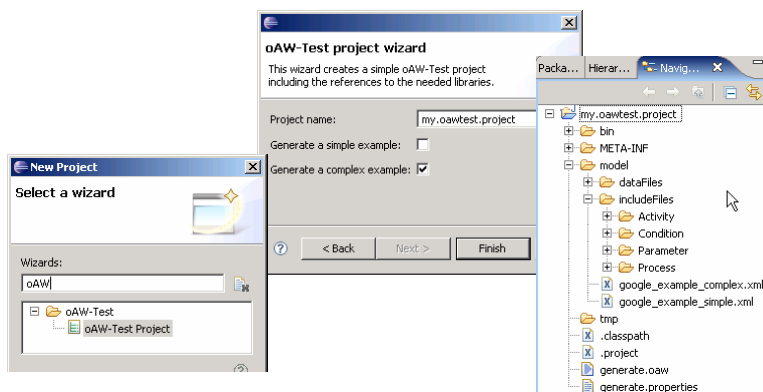 New Project
Select a wizard
Wizards:
oAW
oAW-Test
oAW-Test Project
oAW-Test project wizard
This wizard creates a simple oAW-Test project
including the references to the needed libraries.
Project name:
my.oawtest.project
Generate a simple example:
Generate a complex example:
< Back
Next >
Finish
Packa...
Hierar...
Navig...
my.oawtest.project
bin
META-INF
model
dataFiles
includeFiles
Activity
Condition
Parameter
Process
google_example_complex.xml
google_example_simple.xml
tmp
.classpath
.project
generate.oaw
generate.properties